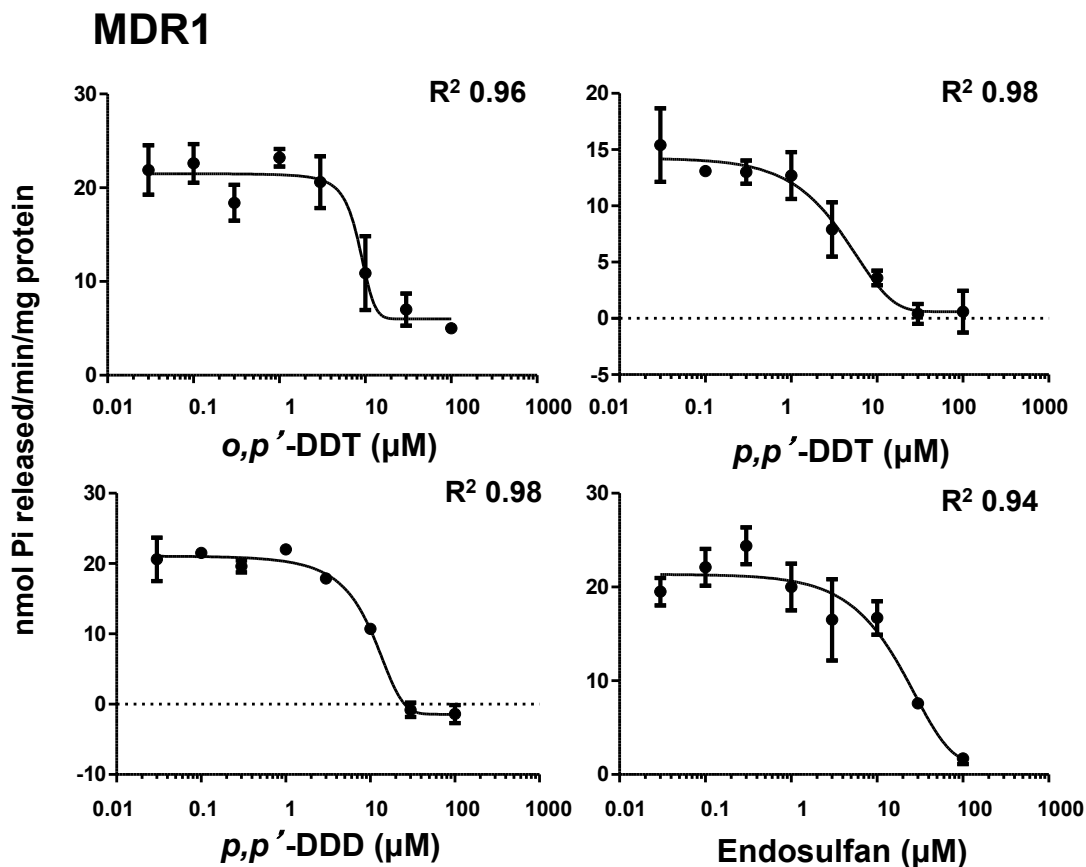 MDR1
nmol Pi released/min/mg protein
R² 0.96
30
20
10
0
0.01 0.1 1 10 100 1000
o,p′-DDT (μM)
R² 0.98
20
15
10
5
0
-5
0.01 0.1 1 10 100 1000
p,p′-DDT (μM)
R² 0.98
30
20
10
0
-10
0.01 0.1 1 10 100 1000
p,p′-DDD (μM)
R² 0.94
30
20
10
0
0.01 0.1 1 10 100 1000
Endosulfan (μM)